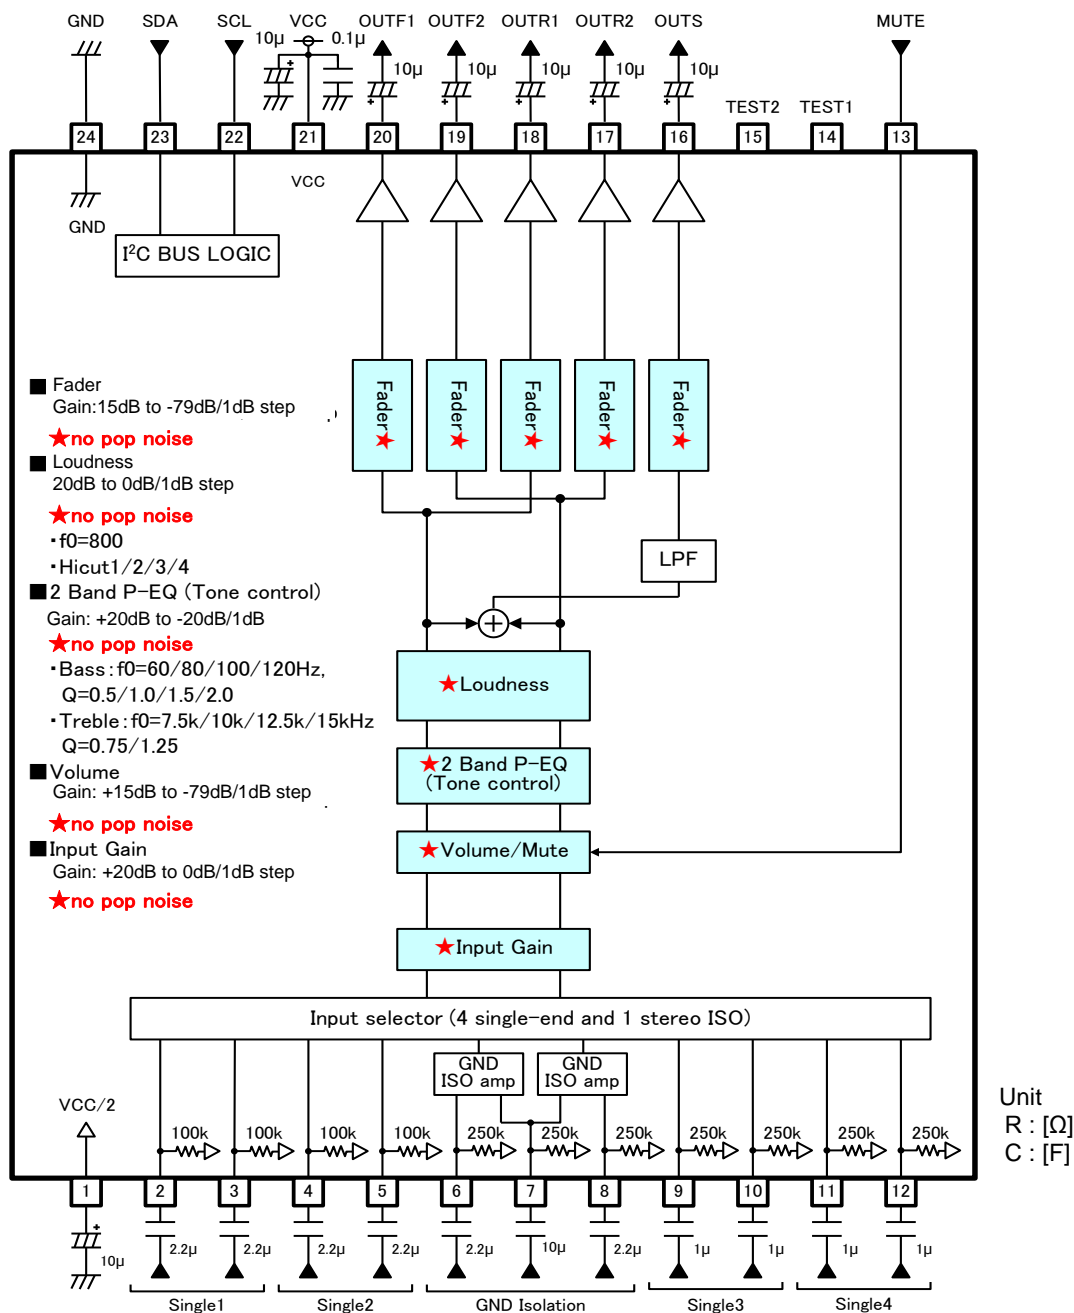 GND SDA SCL VCC OUTF1 OUTF2 OUTR1 OUTR2 OUTS MUTE
10μ 0.1μ 10μ 10μ 10μ 10μ 10μ
TEST2 TEST1
24 23 22 21 20 19 18 17 16 15 14 13
VCC
GND
I²C BUS LOGIC
Fader★ Fader★ Fader★ Fader★ Fader★
■ Fader
Gain:15dB to -79dB/1dB step
★no pop noise
■ Loudness
20dB to 0dB/1dB step
★no pop noise
・f0=800
・Hicut1/2/3/4
■2 Band P-EQ (Tone control)
Gain: +20dB to -20dB/1dB
★no pop noise
・Bass:f0=60/80/100/120Hz,
Q=0.5/1.0/1.5/2.0
・Treble:f0=7.5k/10k/12.5k/15kHz
Q=0.75/1.25
■Volume
Gain: +15dB to -79dB/1dB step
★no pop noise
■Input Gain
Gain: +20dB to 0dB/1dB step
★no pop noise
LPF
+
★Loudness
★2 Band P-EQ
(Tone control)
★Volume/Mute
★Input Gain
Input selector (4 single-end and 1 stereo ISO)
GND
ISO amp
GND
ISO amp
VCC/2
100k 100k 100k 100k 250k 250k 250k 250k 250k 250k 250k
Unit
R : [Ω]
C : [F]
1 2 3 4 5 6 7 8 9 10 11 12
10μ 2.2μ 2.2μ 2.2μ 2.2μ 2.2μ 10μ 2.2μ 1μ 1μ 1μ 1μ
Single1 Single2 GND Isolation Single3 Single4